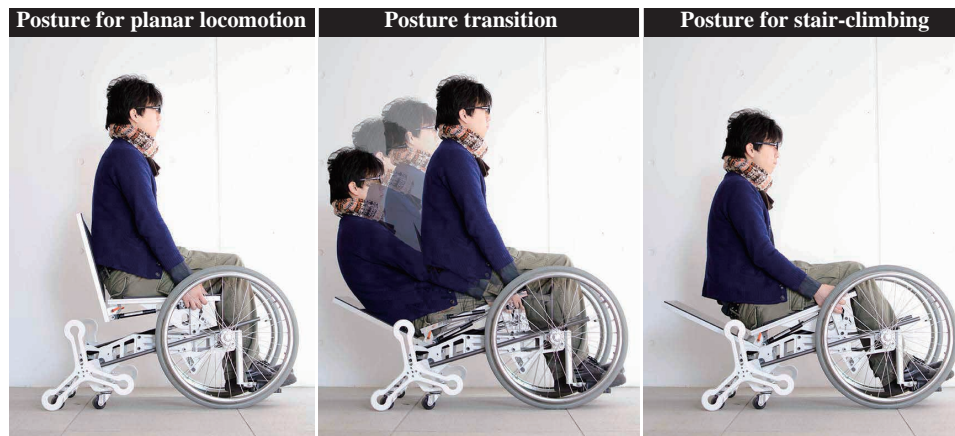 Posture for planar locomotion
Posture transition
Posture for stair-climbing